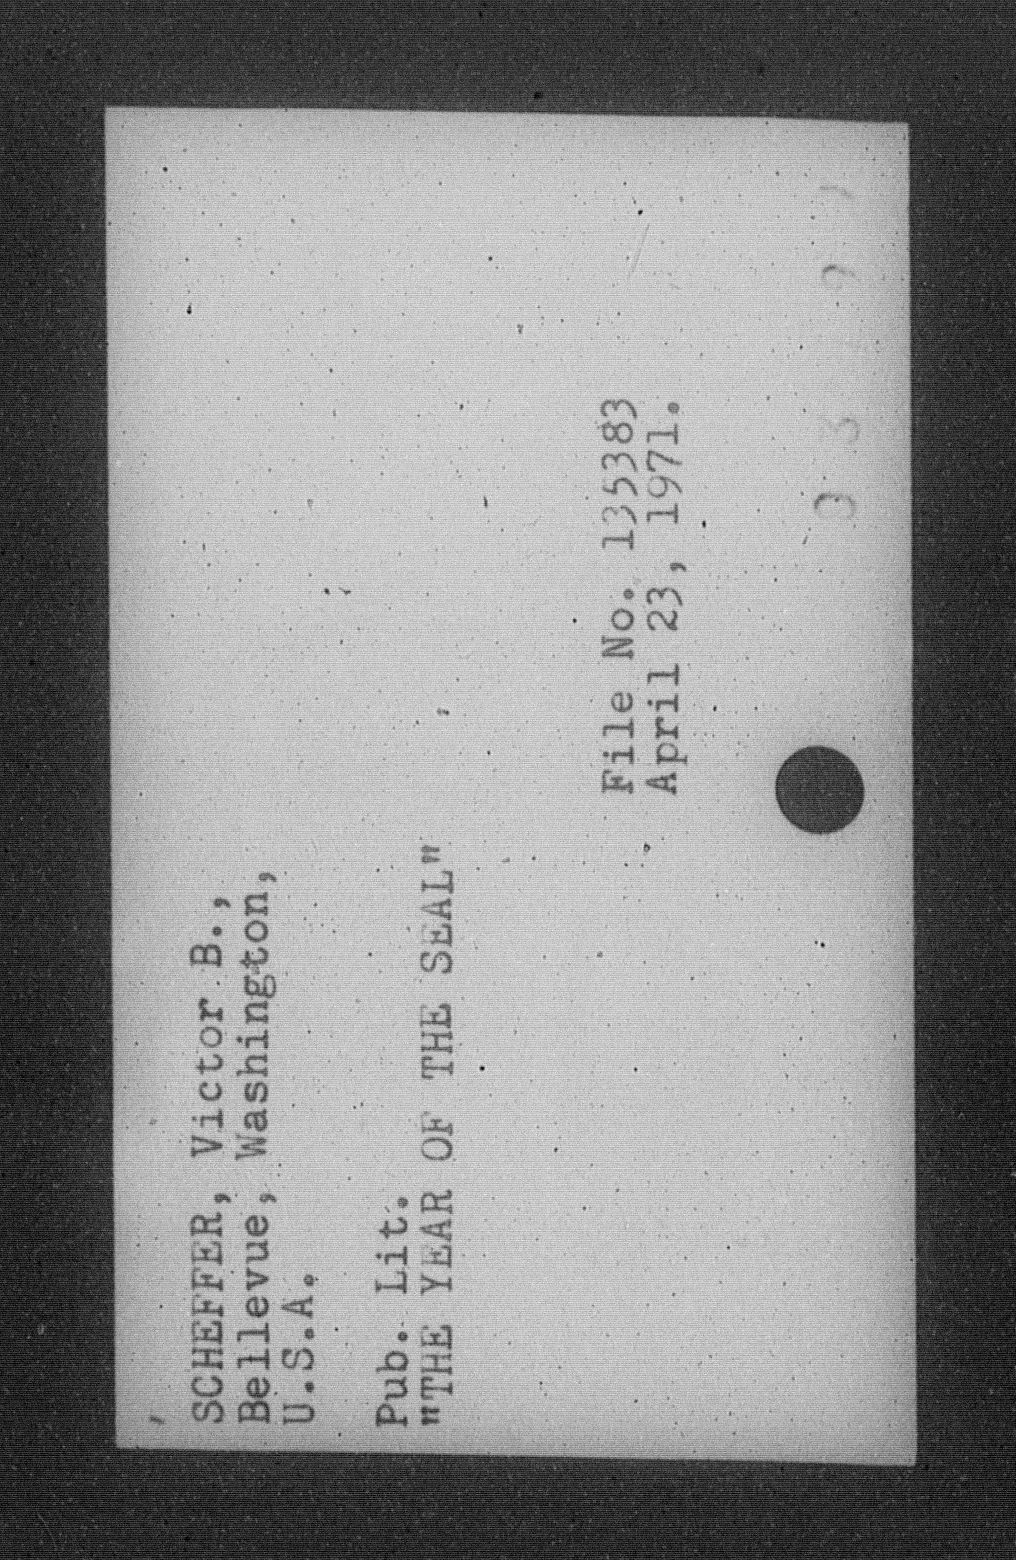 SCHEFFER, Victor B.,
Bellevue, Washington,
U.S.A.
Pub. Lit.
"THE YEAR OF THE SEAL"
File No. 135383
April 23, 1971.